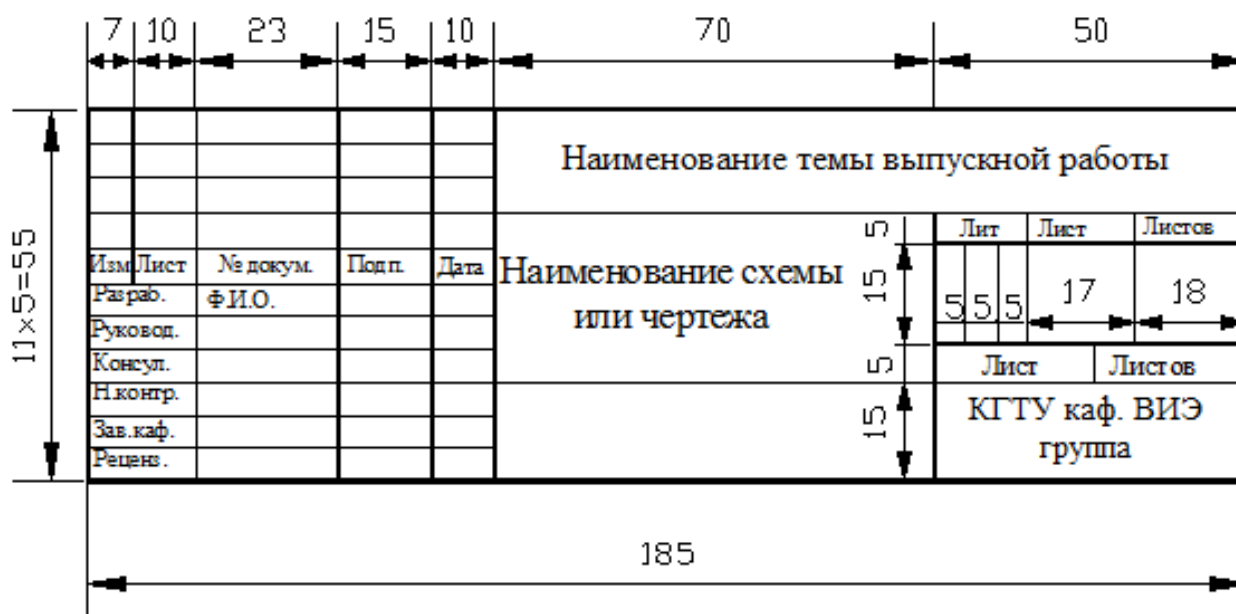 7 10 23 15 10 70 50
Наименование темы выпускной работы
11×5=55
5 Лит Лист Листов
Изм Лист № докум. Подп. Дата
Наименование схемы
или чертежа
15 5 5 5 17 18
Разраб. Ф.И.О.
Руковод.
Консул.
5 Лист Листов
Н.контр.
Зав.каф.
Реценз.
15 КГТУ каф. ВИЭ
группа
185